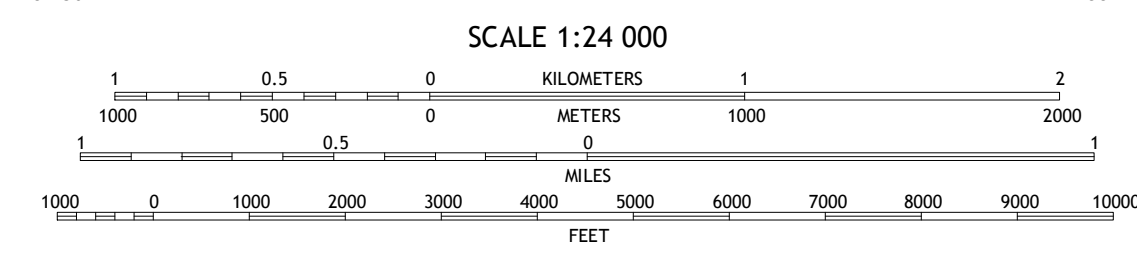 SCALE 1:24 000
1 0.5 0 KILOMETERS 1 2
1000 500 0 METERS 1000 2000
1 0.5 0 1
MILES
1000 0 1000 2000 3000 4000 5000 6000 7000 8000 9000 10000
FEET